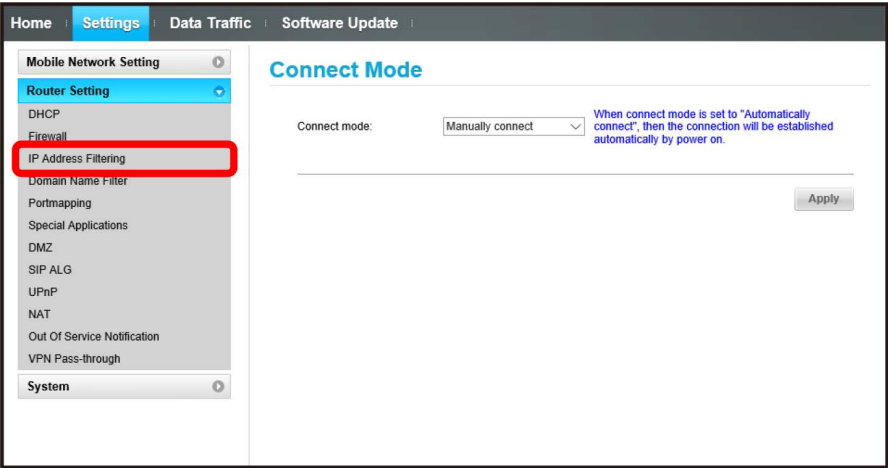 Home Settings Data Traffic Software Update
Mobile Network Setting
Router Setting
DHCP
Firewall
IP Address Filtering
Domain Name Filter
Portmapping
Special Applications
DMZ
SIP ALG
UPnP
NAT
Out Of Service Notification
VPN Pass-through
System
Connect Mode
Connect mode: Manually connect
When connect mode is set to "Automatically
connect", then the connection will be established
automatically by power on.
Apply